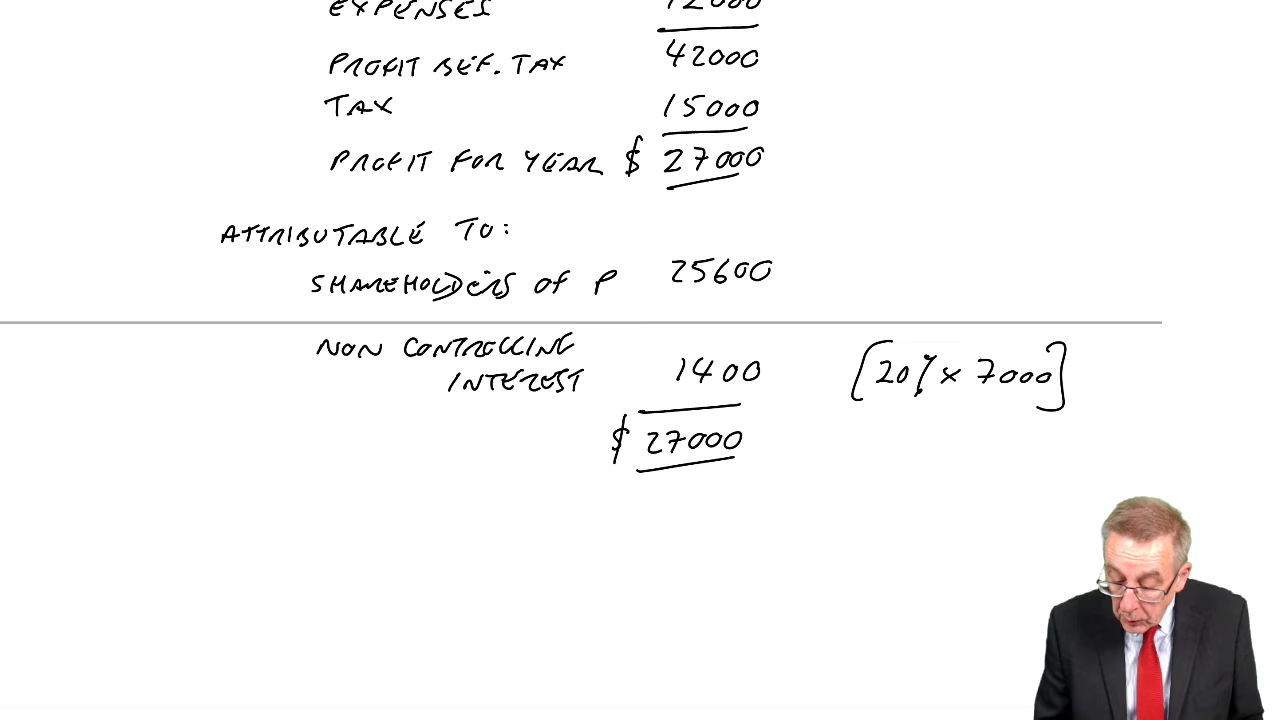 EXPENSES 12000
PROFIT BEF. TAX 42000
TAX 15000
PROFIT FOR YEAR $ 27000
ATTRIBUTABLE TO:
SHAREHOLDERS OF P 25600
NON CONTROLLING
INTEREST 1400 [20% × 7000]
$ 27000